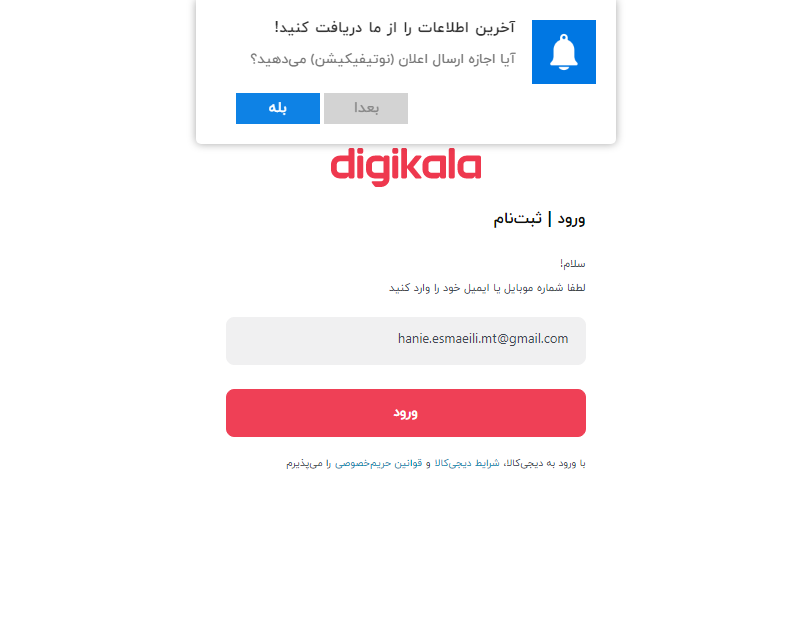 آخرین اطلاعات را از ما دریافت کنید!
آیا اجازه ارسال اعلان (نوتیفیکیشن) می‌دهید؟
بعدا
بله
digikala
ورود | ثبت‌نام
سلام!
لطفا شماره موبایل یا ایمیل خود را وارد کنید
hanie.esmaeili.mt@gmail.com
ورود
با ورود به دیجی‌کالا، شرایط دیجی‌کالا و قوانین حریم‌خصوصی را می‌پذیرم